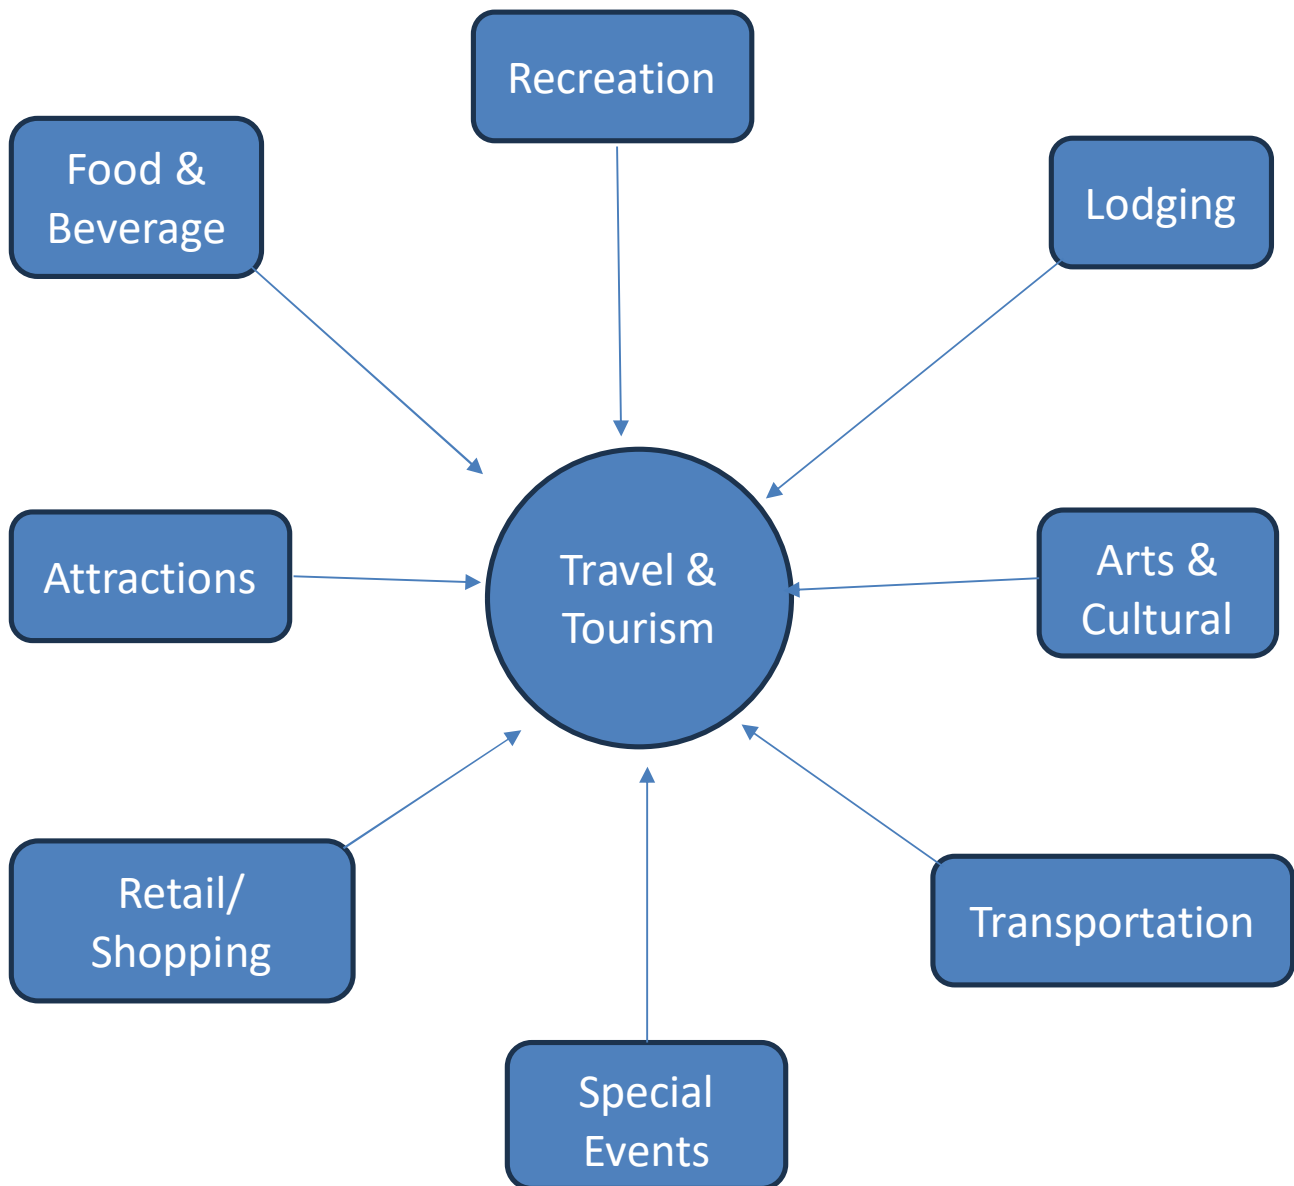 Recreation
Food &
Beverage
Lodging
Attractions
Travel &
Tourism
Arts &
Cultural
Retail/
Shopping
Transportation
Special
Events